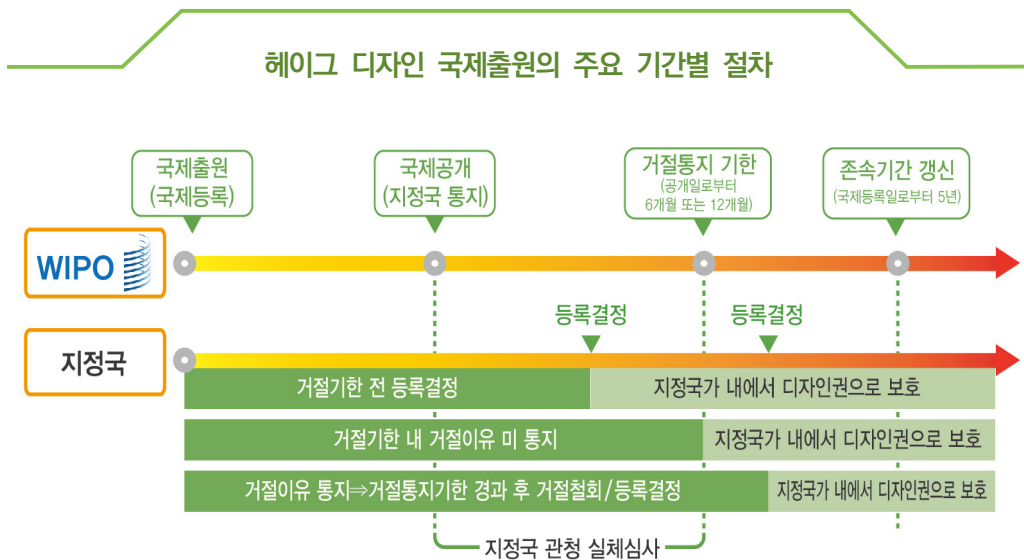 헤이그 디자인 국제출원의 주요 기간별 절차
국제출원
(국제등록)
국제공개
(지정국 통지)
거절통지 기한
(공개일로부터
6개월 또는 12개월)
존속기간 갱신
(국제등록일로부터 5년)
WIPO
등록결정
등록결정
지정국
거절기한 전 등록결정
지정국가 내에서 디자인권으로 보호
거절기한 내 거절이유 미 통지
지정국가 내에서 디자인권으로 보호
거절이유 통지⇒거절통지기한 경과 후 거절철회/등록결정
지정국가 내에서 디자인권으로 보호
지정국 관청 실체심사